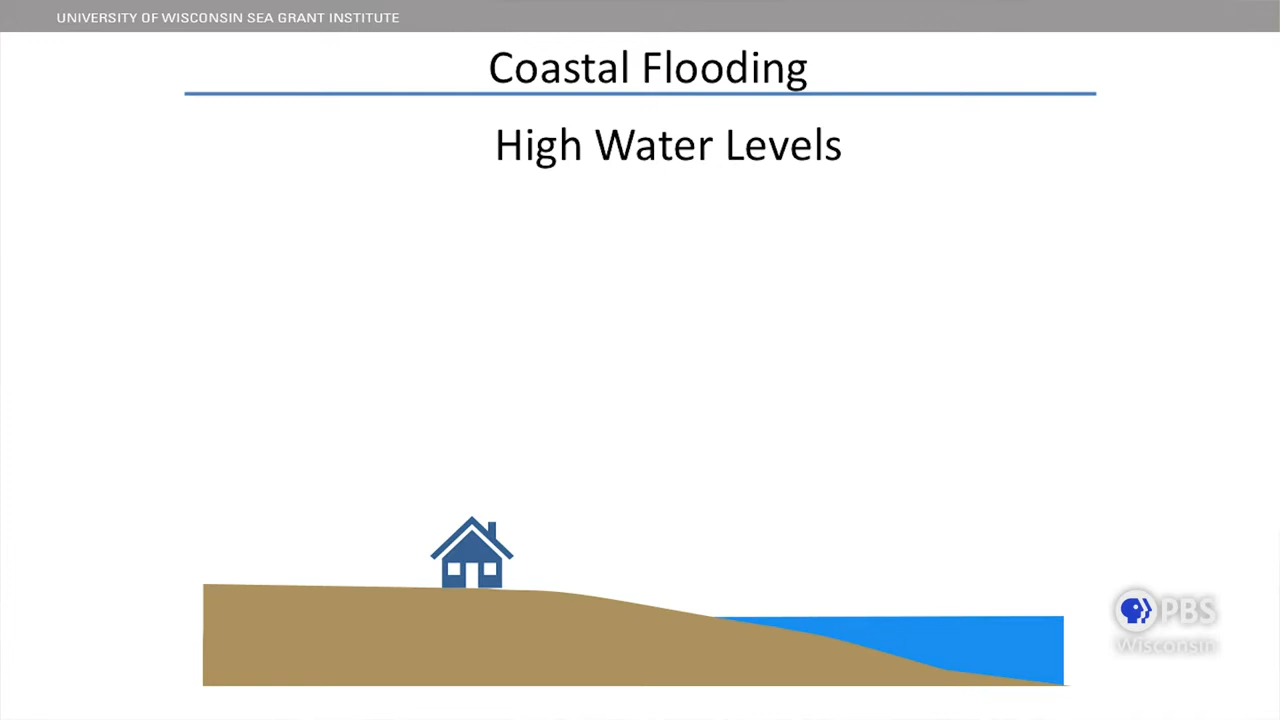 UNIVERSITY OF WISCONSIN SEA GRANT INSTITUTE
Coastal Flooding
High Water Levels
PBS
Wisconsin